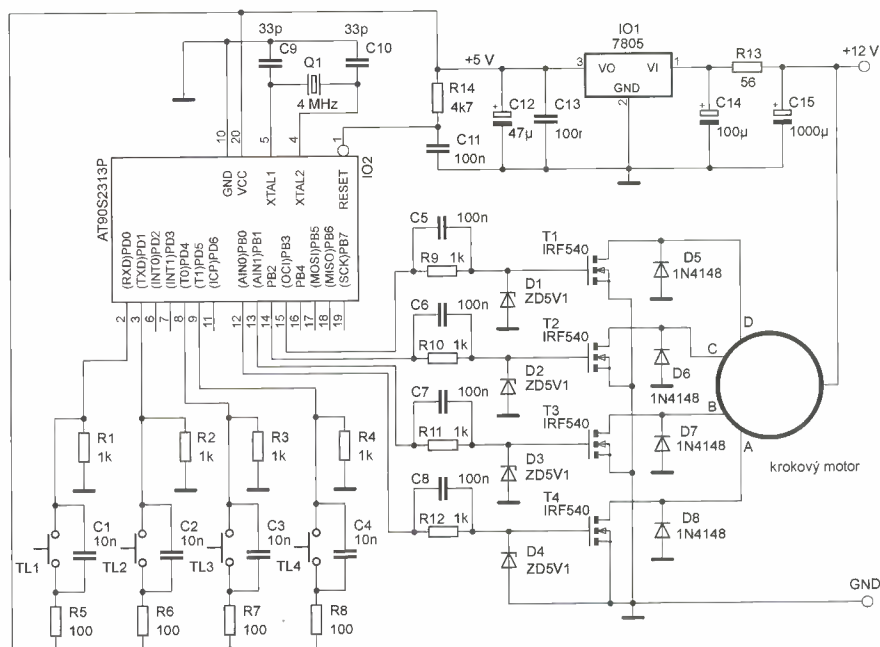 33p
33p
C9
C10
Q1
4 MHz
IO1
7805
+5 V
3
VO
VI
1
GND
2
R13
56
+12 V
R14
4k7
C12
47µ
C13
100n
C14
100µ
C15
1000µ
C11
100n
10
20
5
4
1
IO2
AT90S2313P
GND
VCC
XTAL1
XTAL2
RESET
(RXD)PD0
(TXD)PD1
(INT0)PD2
(INT1)PD3
(T0)PD4
(T1)PD5
(ICP)PD6
(AIN0)PB0
(AIN1)PB1
PB2
(OCI)PB3
PB4
(MOSI)PB5
(MISO)PB6
(SCK)PB7
2
3
6
7
8
9
11
12
13
14
15
16
17
18
19
C5
100n
R9
1k
D1
ZD5V1
T1
IRF540
D5
1N4148
D
C6
100n
R10
1k
D2
ZD5V1
T2
IRF540
C
D6
1N4148
C7
100n
R11
1k
D3
ZD5V1
T3
IRF540
B
D7
1N4148
A
krokový motor
C8
100n
R12
1k
D4
ZD5V1
T4
IRF540
D8
1N4148
GND
R1
1k
R2
1k
R3
1k
R4
1k
C1
10n
C2
10n
C3
10n
C4
10n
TL1
TL2
TL3
TL4
R5
100
R6
100
R7
100
R8
100